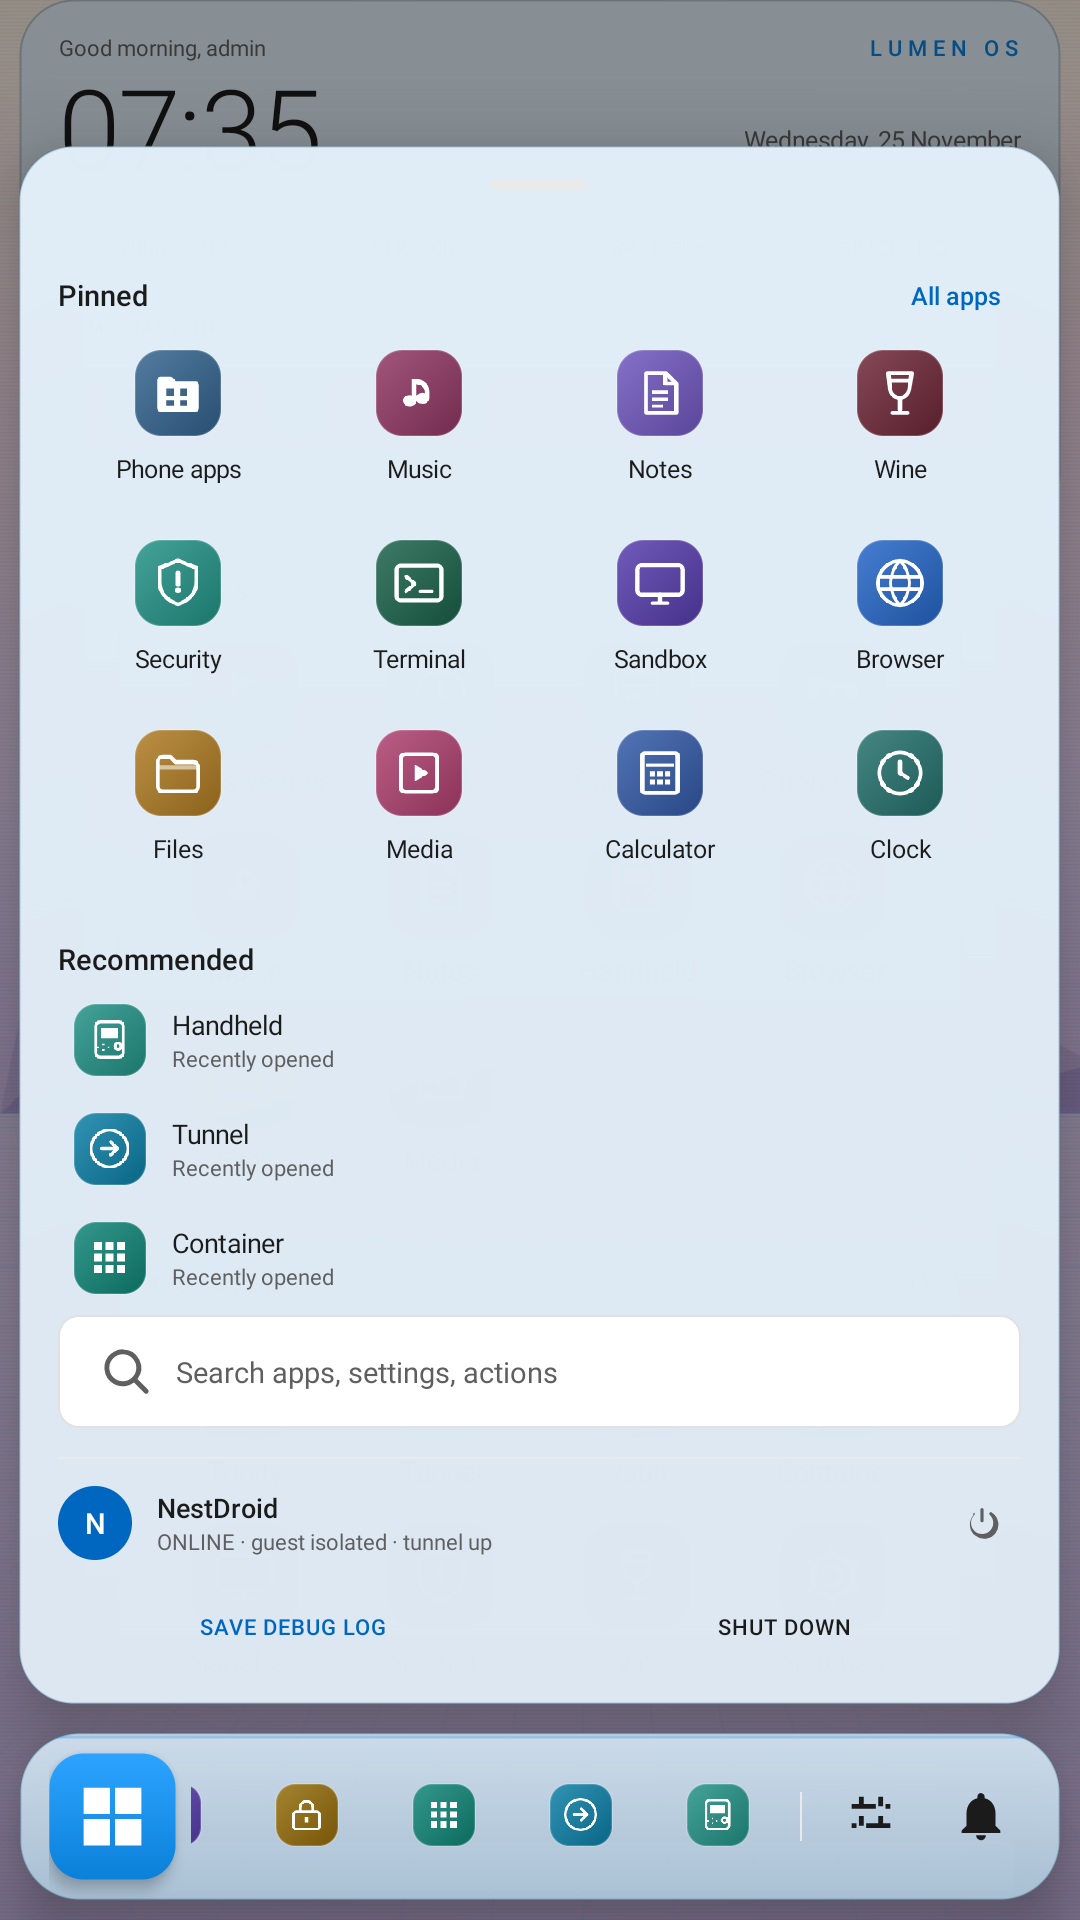 Good morning, admin
LUMEN OS
07:35
Wednesday, 25 November
Pinned
All apps
Phone apps
Music
Notes
Wine
Security
Terminal
Sandbox
Browser
Files
Media
Calculator
Clock
Recommended
Handheld
Recently opened
Tunnel
Recently opened
Container
Recently opened
Search apps, settings, actions
N
NestDroid
ONLINE · guest isolated · tunnel up
SAVE DEBUG LOG
SHUT DOWN